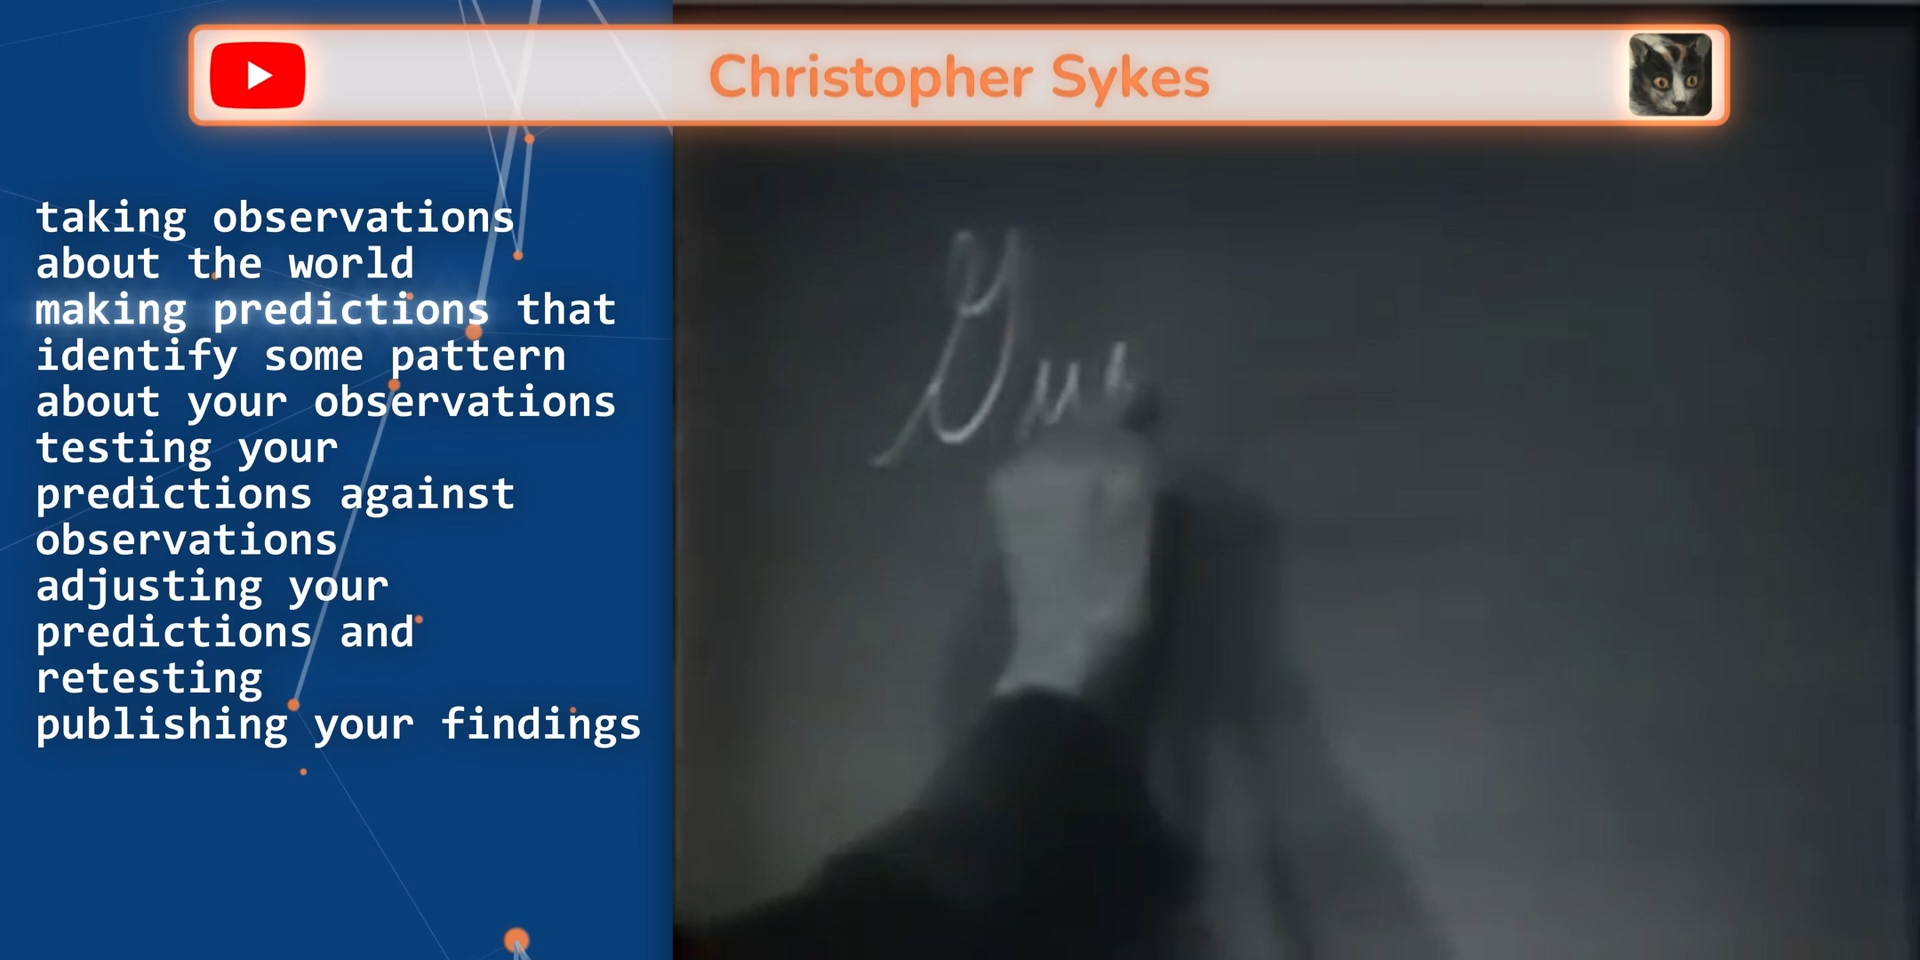 Christopher Sykes
taking observations
about the world
making predictions that
identify some pattern
about your observations
testing your
predictions against
observations
adjusting your
predictions and
retesting
publishing your findings